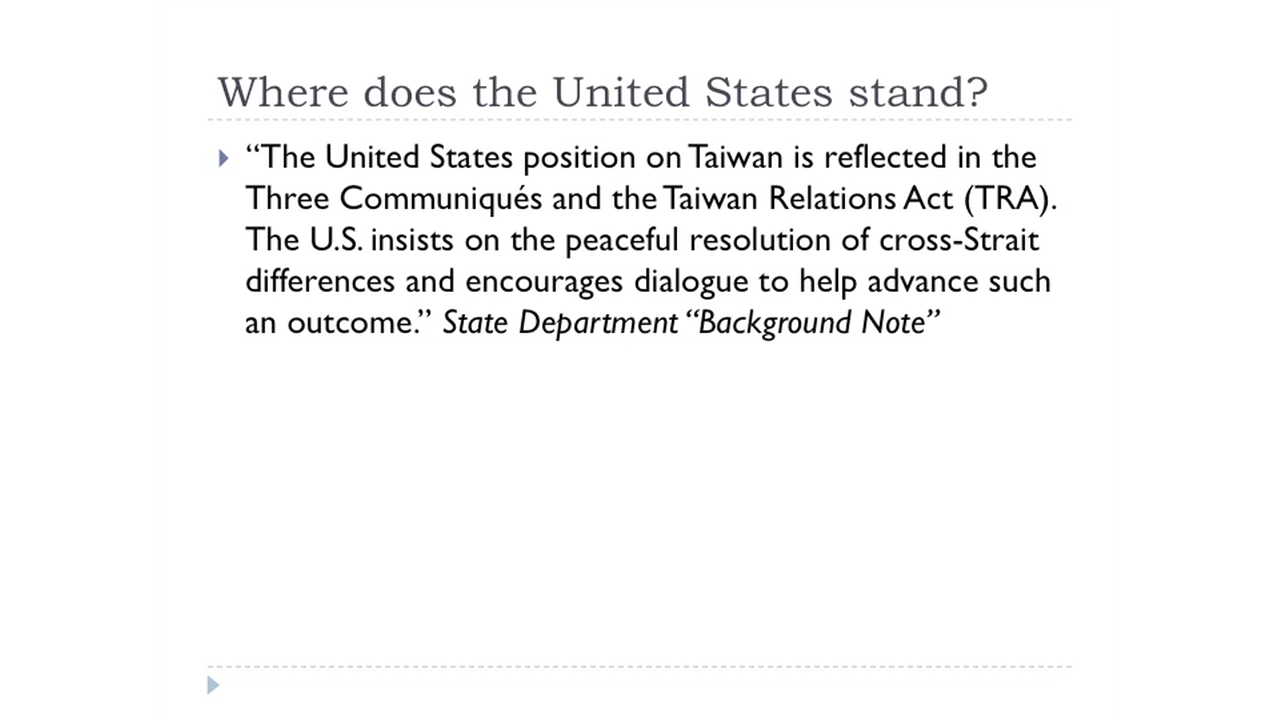 Where does the United States stand?
“The United States position on Taiwan is reflected in the
Three Communiqués and the Taiwan Relations Act (TRA).
The U.S. insists on the peaceful resolution of cross-Strait
differences and encourages dialogue to help advance such
an outcome.” State Department “Background Note”